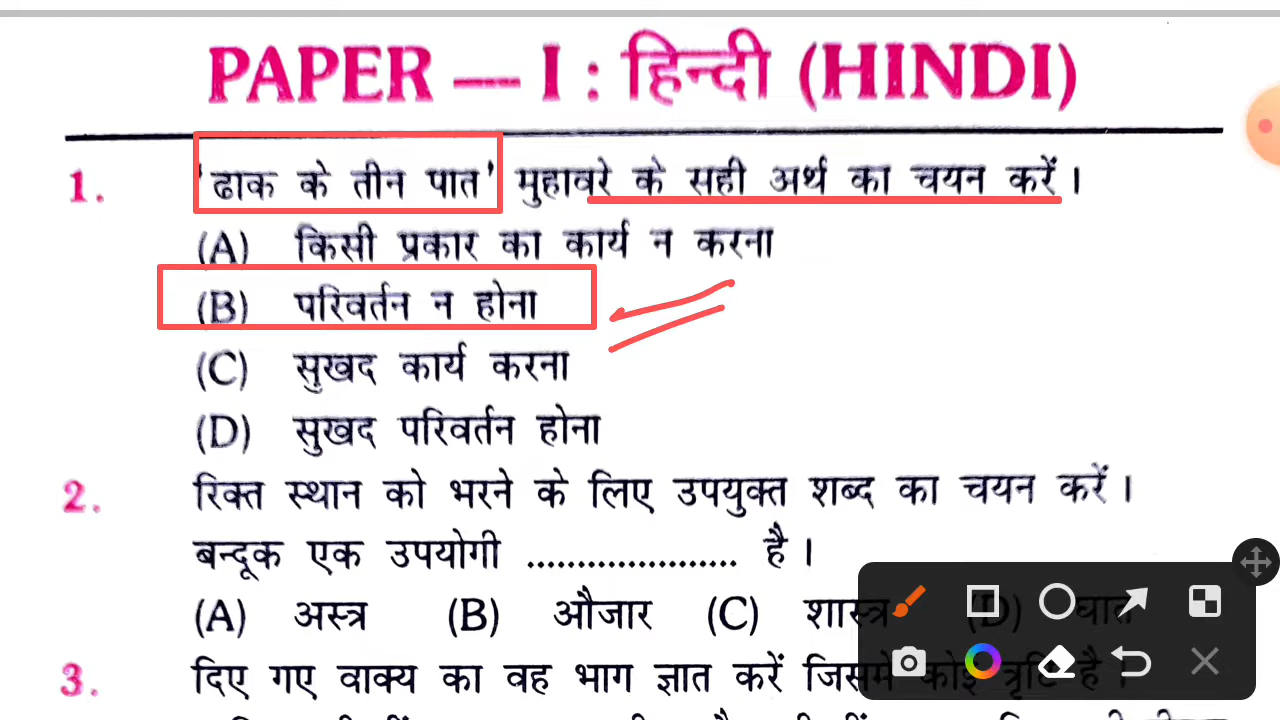 PAPER — I : हिन्दी (HINDI)
1. 'ढाक के तीन पात' मुहावरे के सही अर्थ का चयन करें।
(A) किसी प्रकार का कार्य न करना
(B) परिवर्तन न होना
(C) सुखद कार्य करना
(D) सुखद परिवर्तन होना
2. रिक्त स्थान को भरने के लिए उपयुक्त शब्द का चयन करें।
बन्दूक एक उपयोगी ..................... है।
(A) अस्त्र (B) औजार (C) शास्त्र (D) घात
3. दिए गए वाक्य का वह भाग ज्ञात करें जिसमें कोई त्रृटि है।